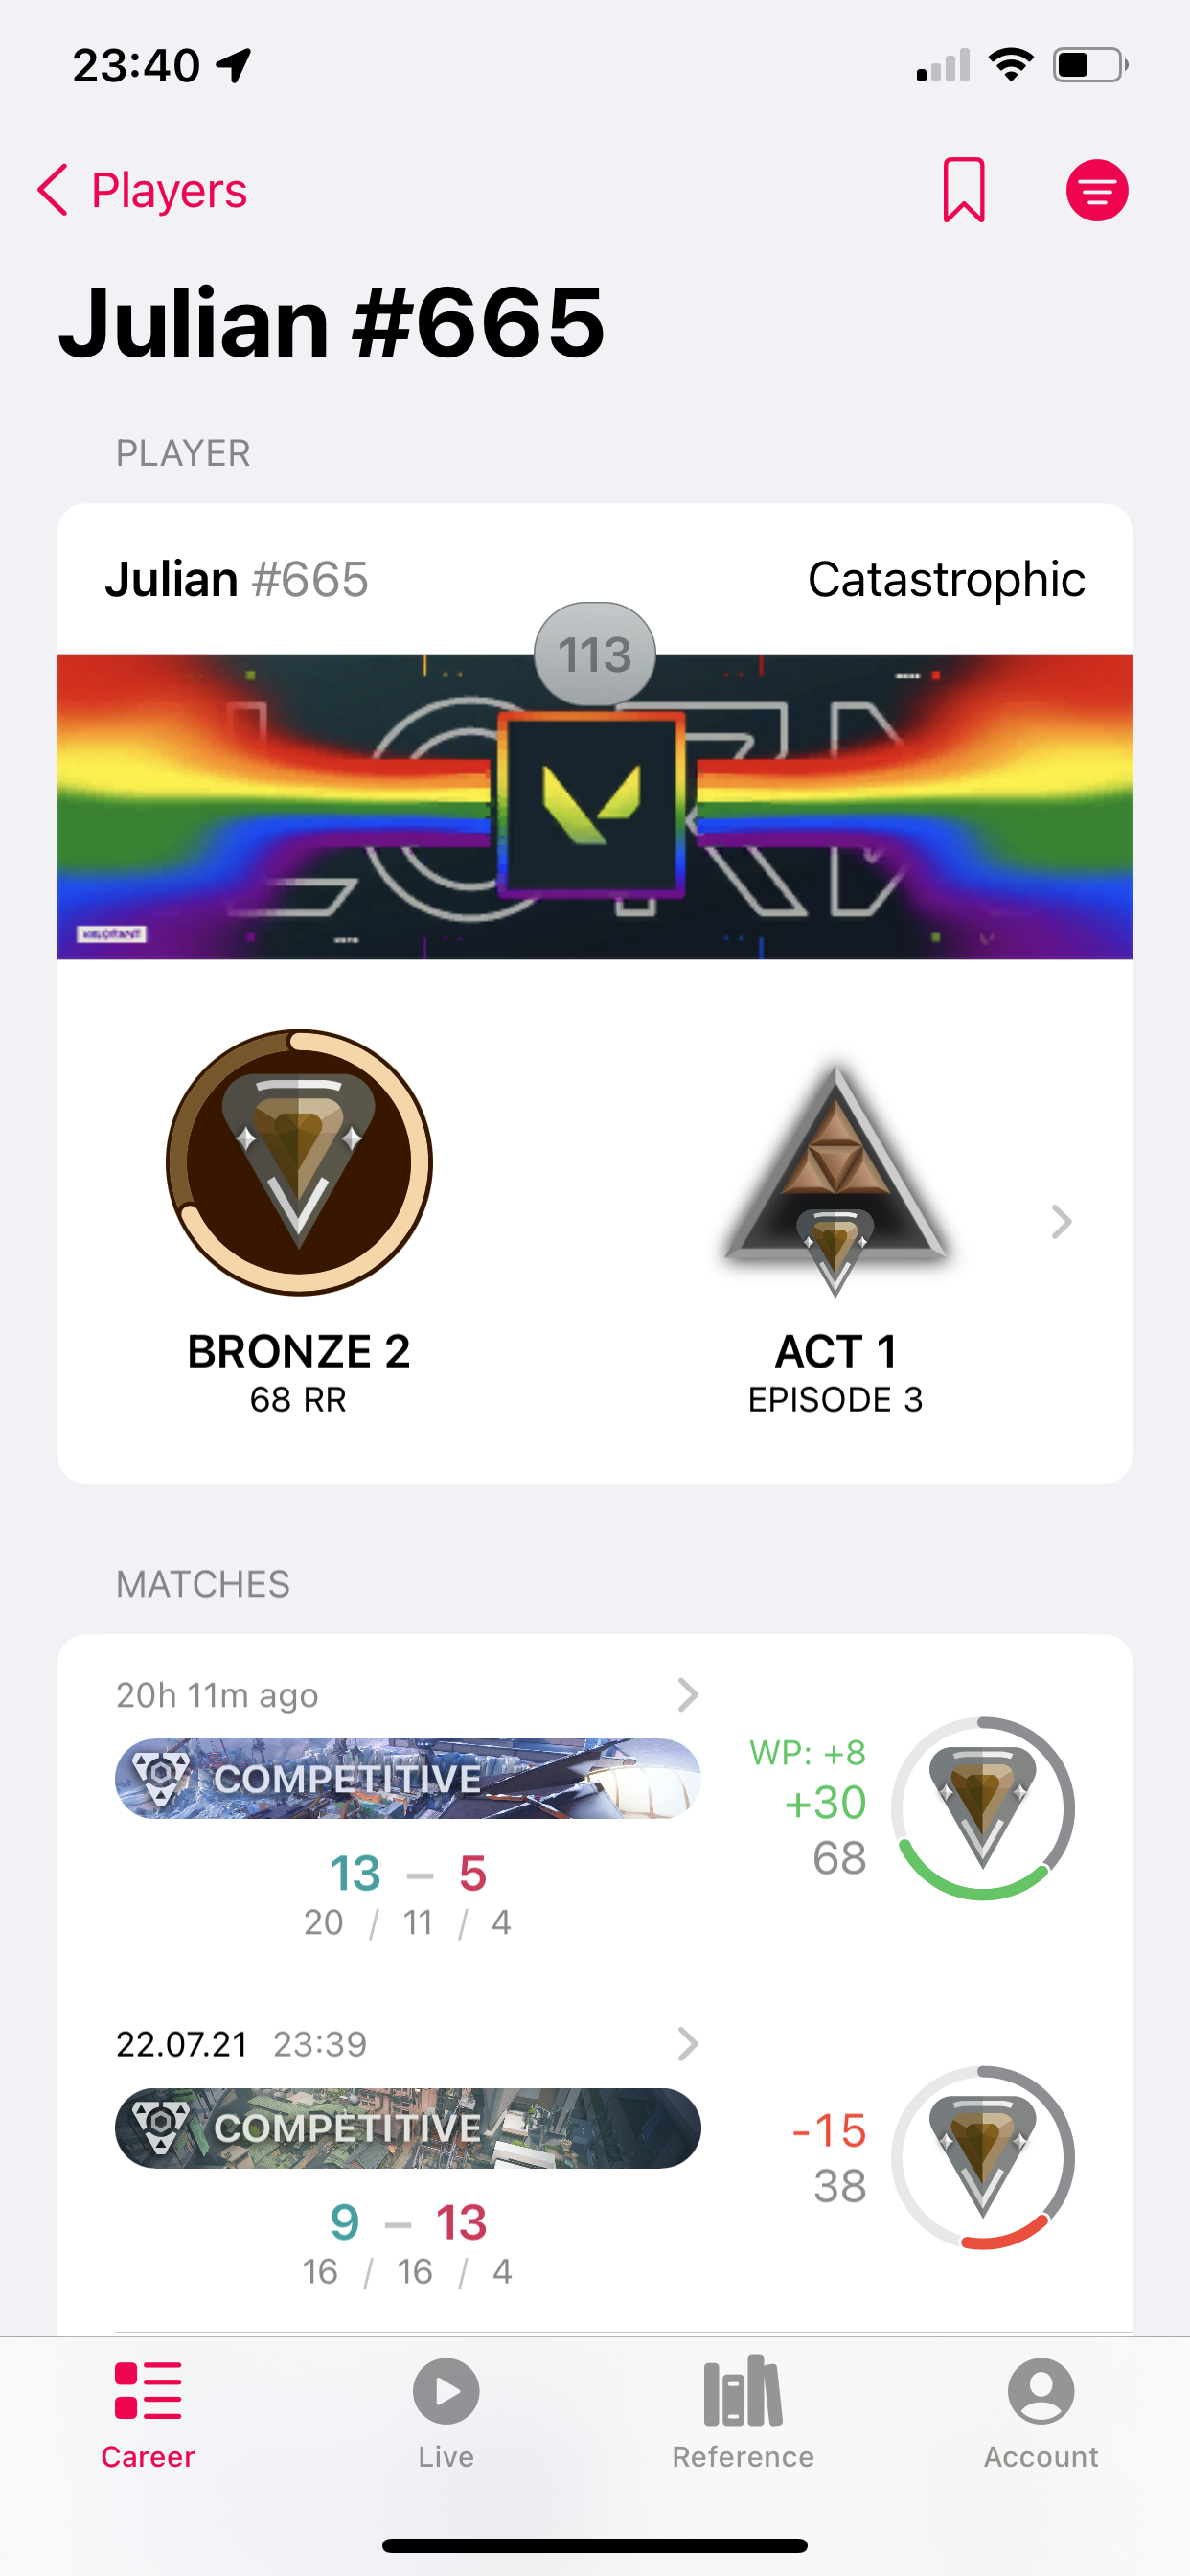 23:40
Players
Julian #665
PLAYER
Julian #665
Catastrophic
113
VALORANT
BRONZE 2
68 RR
ACT 1
EPISODE 3
MATCHES
20h 11m ago
COMPETITIVE
WP: +8
+30
68
13 – 5
20 / 11 / 4
22.07.21 23:39
COMPETITIVE
-15
38
9 – 13
16 / 16 / 4
Career
Live
Reference
Account